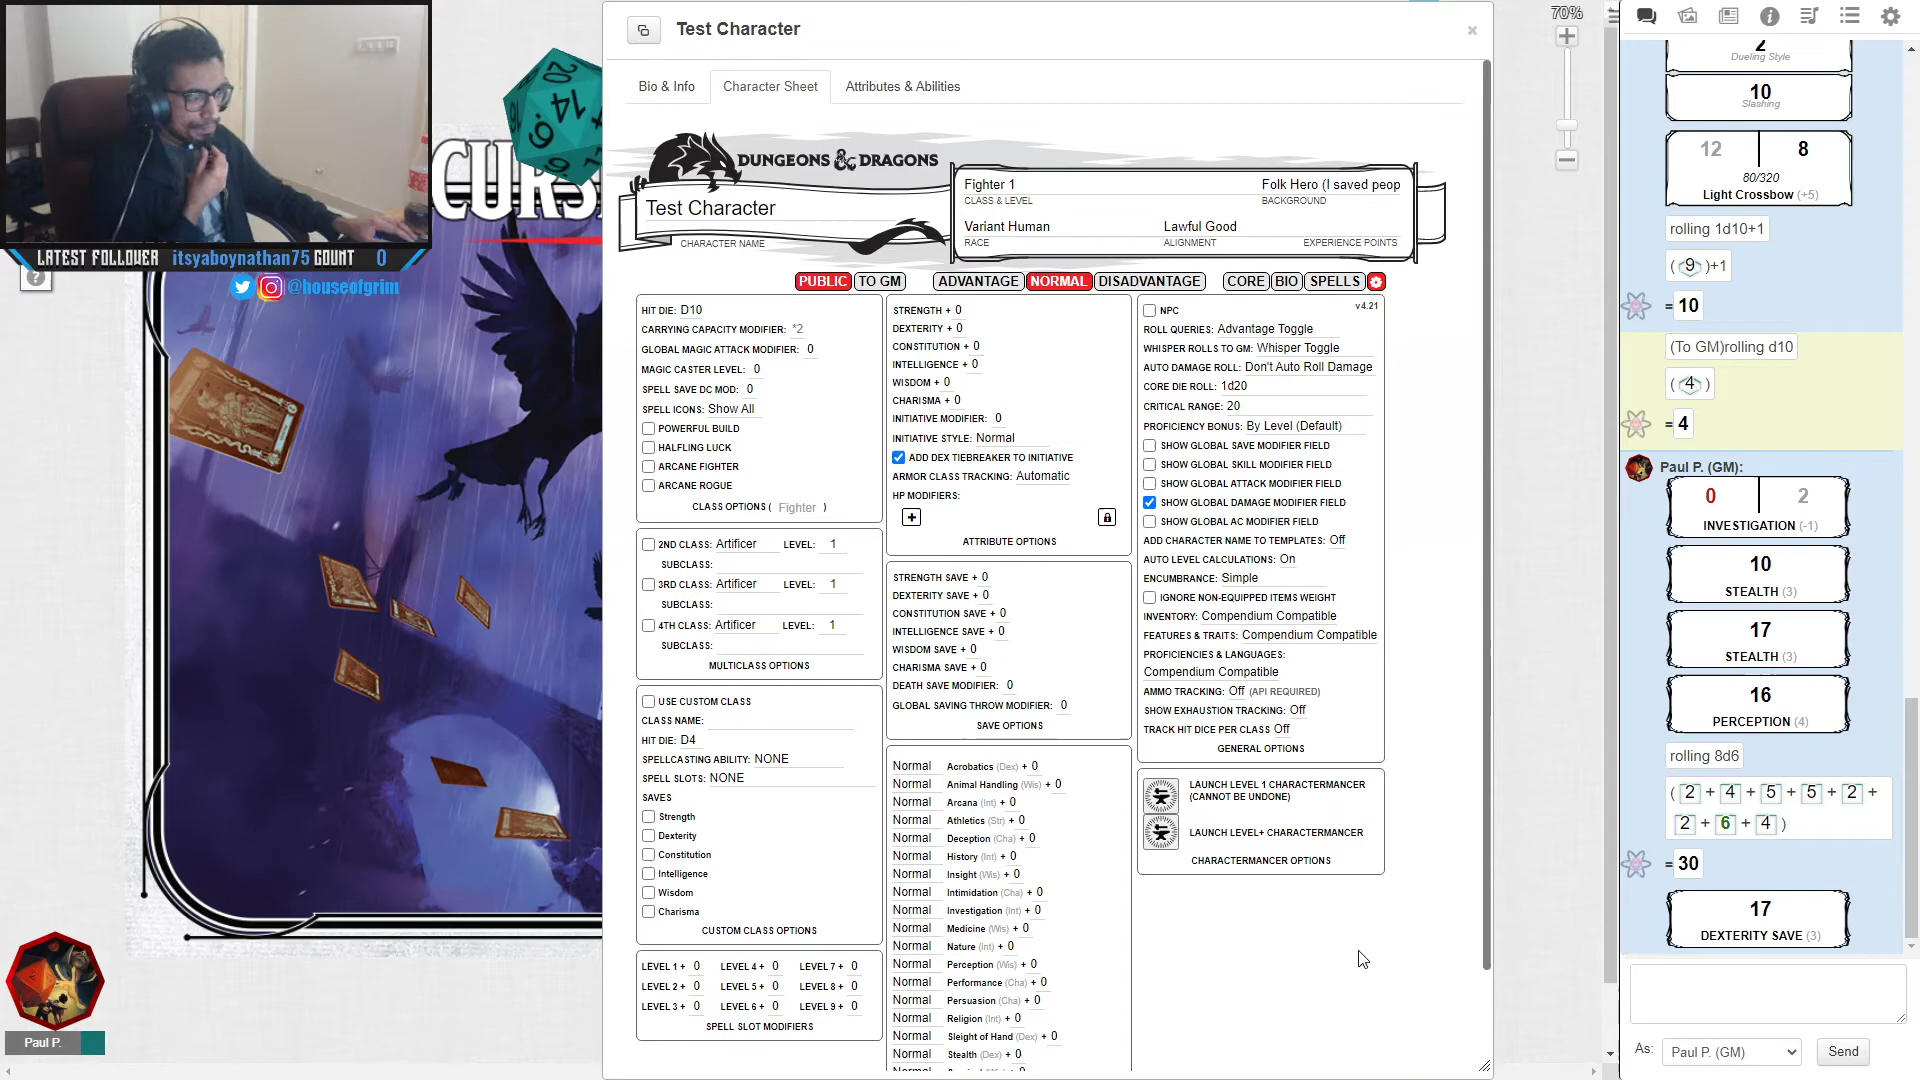 Test Character
×
Bio & Info
Character Sheet
Attributes & Abilities
DUNGEONS & DRAGONS
Test Character
CHARACTER NAME
Fighter 1
Folk Hero (I saved peop
CLASS & LEVEL
BACKGROUND
Variant Human
Lawful Good
RACE
ALIGNMENT
EXPERIENCE POINTS
PUBLIC
TO GM
ADVANTAGE
NORMAL
DISADVANTAGE
CORE
BIO
SPELLS
HIT DIE: D10
CARRYING CAPACITY MODIFIER: *2
GLOBAL MAGIC ATTACK MODIFIER: 0
MAGIC CASTER LEVEL: 0
SPELL SAVE DC MOD: 0
SPELL ICONS: Show All
POWERFUL BUILD
HALFLING LUCK
ARCANE FIGHTER
ARCANE ROGUE
CLASS OPTIONS ( Fighter )
2ND CLASS: Artificer LEVEL: 1
SUBCLASS:
3RD CLASS: Artificer LEVEL: 1
SUBCLASS:
4TH CLASS: Artificer LEVEL: 1
SUBCLASS:
MULTICLASS OPTIONS
USE CUSTOM CLASS
CLASS NAME:
HIT DIE: D4
SPELLCASTING ABILITY: NONE
SPELL SLOTS: NONE
SAVES
Strength
Dexterity
Constitution
Intelligence
Wisdom
Charisma
CUSTOM CLASS OPTIONS
LEVEL 1 + 0 LEVEL 4 + 0 LEVEL 7 + 0
LEVEL 2 + 0 LEVEL 5 + 0 LEVEL 8 + 0
LEVEL 3 + 0 LEVEL 6 + 0 LEVEL 9 + 0
SPELL SLOT MODIFIERS
STRENGTH + 0
DEXTERITY + 0
CONSTITUTION + 0
INTELLIGENCE + 0
WISDOM + 0
CHARISMA + 0
INITIATIVE MODIFIER: 0
INITIATIVE STYLE: Normal
ADD DEX TIEBREAKER TO INITIATIVE
ARMOR CLASS TRACKING: Automatic
HP MODIFIERS:
ATTRIBUTE OPTIONS
STRENGTH SAVE + 0
DEXTERITY SAVE + 0
CONSTITUTION SAVE + 0
INTELLIGENCE SAVE + 0
WISDOM SAVE + 0
CHARISMA SAVE + 0
DEATH SAVE MODIFIER: 0
GLOBAL SAVING THROW MODIFIER: 0
SAVE OPTIONS
Normal Acrobatics (Dex) + 0
Normal Animal Handling (Wis) + 0
Normal Arcana (Int) + 0
Normal Athletics (Str) + 0
Normal Deception (Cha) + 0
Normal History (Int) + 0
Normal Insight (Wis) + 0
Normal Intimidation (Cha) + 0
Normal Investigation (Int) + 0
Normal Medicine (Wis) + 0
Normal Nature (Int) + 0
Normal Perception (Wis) + 0
Normal Performance (Cha) + 0
Normal Persuasion (Cha) + 0
Normal Religion (Int) + 0
Normal Sleight of Hand (Dex) + 0
Normal Stealth (Dex) + 0
NPC
v4.21
ROLL QUERIES: Advantage Toggle
WHISPER ROLLS TO GM: Whisper Toggle
AUTO DAMAGE ROLL: Don't Auto Roll Damage
CORE DIE ROLL: 1d20
CRITICAL RANGE: 20
PROFICIENCY BONUS: By Level (Default)
SHOW GLOBAL SAVE MODIFIER FIELD
SHOW GLOBAL SKILL MODIFIER FIELD
SHOW GLOBAL ATTACK MODIFIER FIELD
SHOW GLOBAL DAMAGE MODIFIER FIELD
SHOW GLOBAL AC MODIFIER FIELD
ADD CHARACTER NAME TO TEMPLATES: Off
AUTO LEVEL CALCULATIONS: On
ENCUMBRANCE: Simple
IGNORE NON-EQUIPPED ITEMS WEIGHT
INVENTORY: Compendium Compatible
FEATURES & TRAITS: Compendium Compatible
PROFICIENCIES & LANGUAGES:
Compendium Compatible
AMMO TRACKING: Off (API REQUIRED)
SHOW EXHAUSTION TRACKING: Off
TRACK HIT DICE PER CLASS Off
GENERAL OPTIONS
LAUNCH LEVEL 1 CHARACTERMANCER
(CANNOT BE UNDONE)
LAUNCH LEVEL+ CHARACTERMANCER
CHARACTERMANCER OPTIONS
CURS
20
14
LATEST FOLLOWER itsyaboynathan75 COUNT 0
@houseofgrim
?
Paul P.
70%
2
Dueling Style
10
Slashing
12 8
80/320
Light Crossbow (+5)
rolling 1d10+1
(9)+1
=10
(To GM)rolling d10
(4)
=4
Paul P. (GM):
0 2
INVESTIGATION (-1)
10
STEALTH (3)
17
STEALTH (3)
16
PERCEPTION (4)
rolling 8d6
(2+4+5+5+2+
2+6+4)
=30
17
DEXTERITY SAVE (3)
As: Paul P. (GM)
Send